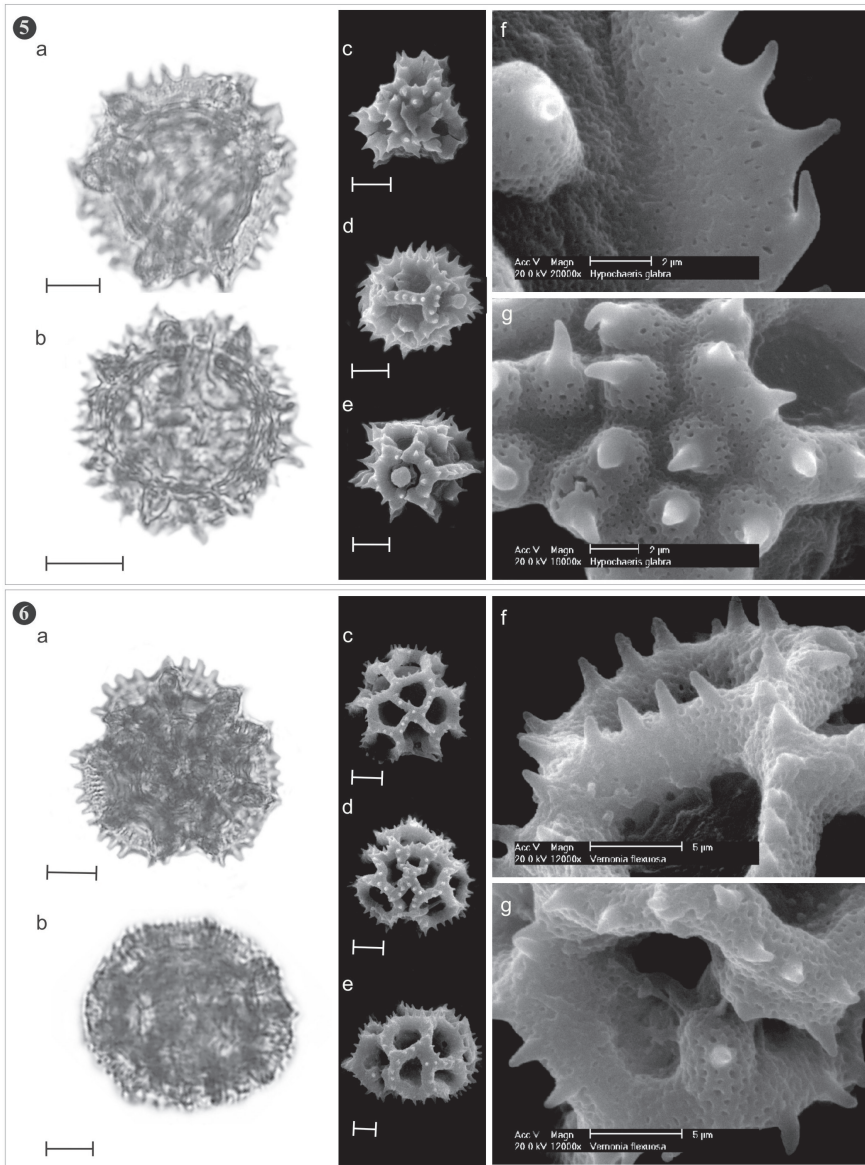 5
a
b
c
d
e
f
Acc V Magn 2 µm
20.0 kV 20000x Hypochaeris glabra
g
Acc V Magn 2 µm
20.0 kV 16000x Hypochaeris glabra
6
a
b
c
d
e
f
Acc V Magn 5 µm
20.0 kV 12000x Vernonia flexuosa
g
Acc V Magn 5 µm
20.0 kV 12000x Vernonia flexuosa